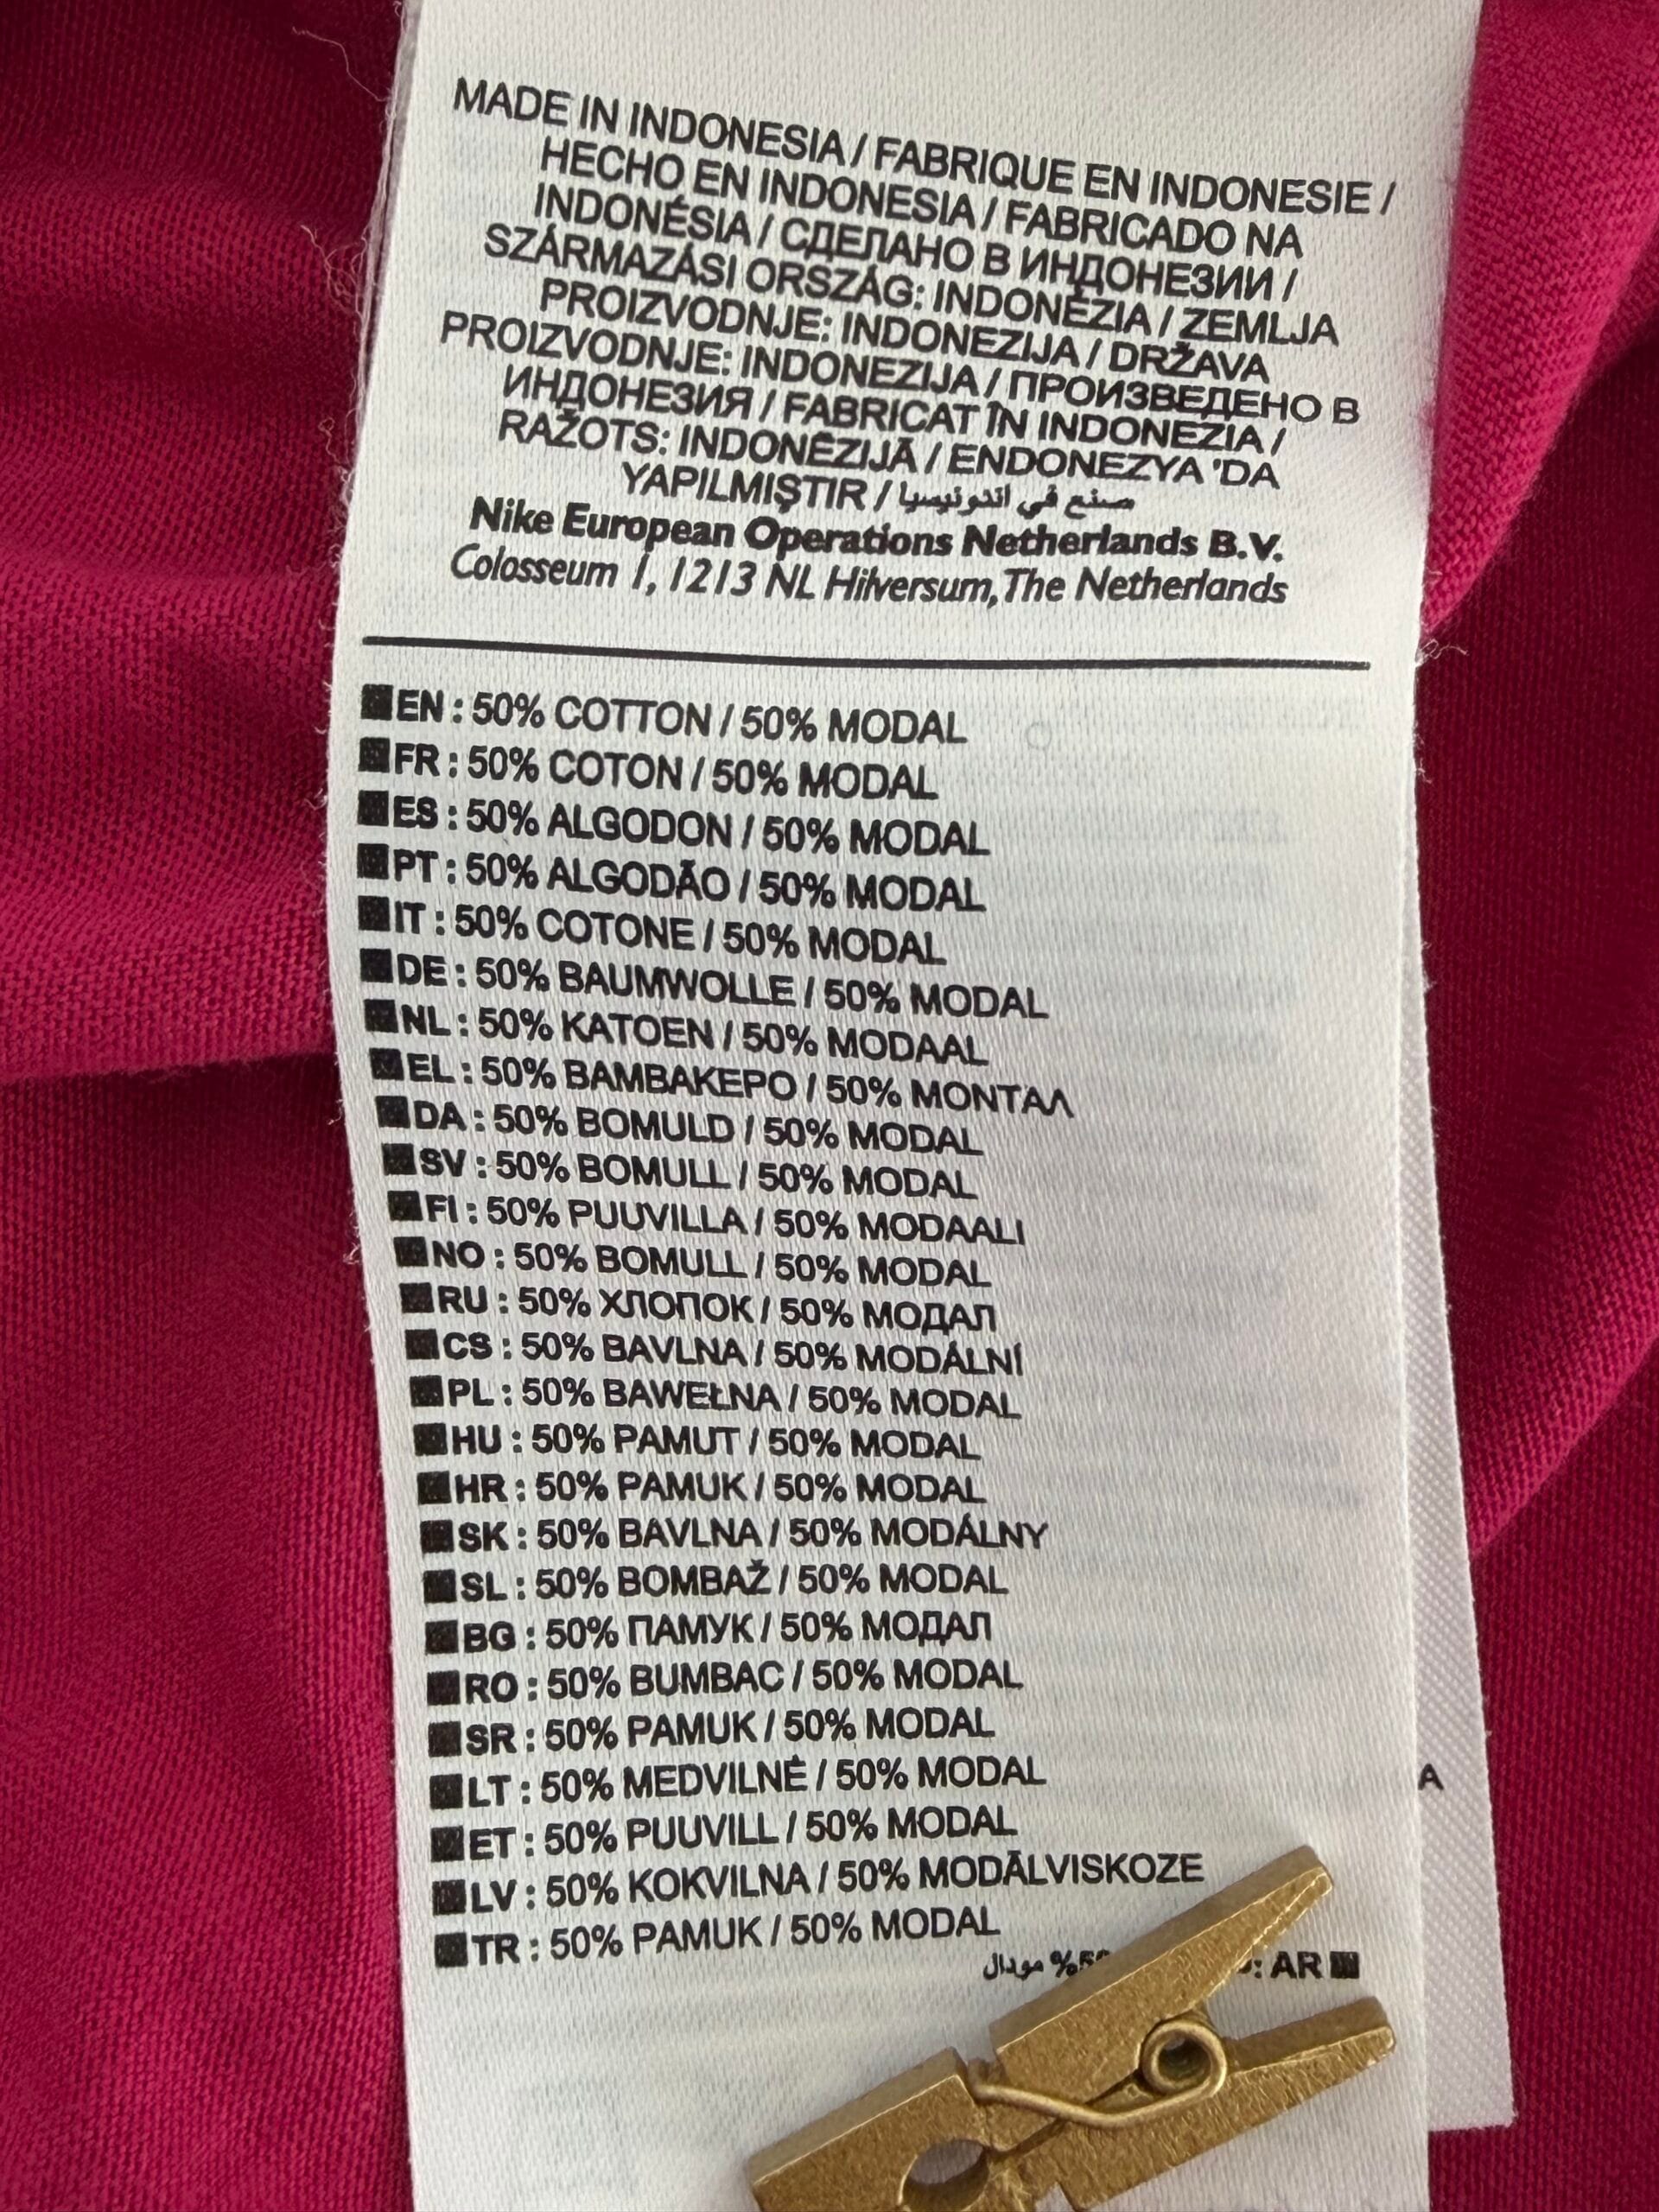 MADE IN INDONESIA / FABRIQUE EN INDONESIE /
HECHO EN INDONESIA / FABRICADO NA
INDONÉSIA / СДЕЛАНО В ИНДОНЕЗИИ /
SZÁRMAZÁSI ORSZÁG: INDONÉZIA / ZEMLJA
PROIZVODNJE: INDONEZIJA / DRŽAVA
PROIZVODNJE: INDONEZIJA / ПРОИЗВЕДЕНО В
ИНДОНЕЗИЯ / FABRICAT ÎN INDONEZIA /
RAŽOTS: INDONĒZIJĀ / ENDONEZYA 'DA
YAPILMIŞTIR / صنع في اندونيسيا
Nike European Operations Netherlands B.V.
Colosseum 1, 1213 NL Hilversum, The Netherlands
EN : 50% COTTON / 50% MODAL
FR : 50% COTON / 50% MODAL
ES : 50% ALGODON / 50% MODAL
PT : 50% ALGODÃO / 50% MODAL
IT : 50% COTONE / 50% MODAL
DE : 50% BAUMWOLLE / 50% MODAL
NL : 50% KATOEN / 50% MODAAL
EL : 50% ΒΑΜΒΑΚΕΡΟ / 50% ΜΟΝΤΑΛ
DA : 50% BOMULD / 50% MODAL
SV : 50% BOMULL / 50% MODAL
FI : 50% PUUVILLA / 50% MODAALI
NO : 50% BOMULL / 50% MODAL
RU : 50% ХЛОПОК / 50% МОДАЛ
CS : 50% BAVLNA / 50% MODÁLNÍ
PL : 50% BAWEŁNA / 50% MODAL
HU : 50% PAMUT / 50% MODAL
HR : 50% PAMUK / 50% MODAL
SK : 50% BAVLNA / 50% MODÁLNY
SL : 50% BOMBAŽ / 50% MODAL
BG : 50% ПАМУК / 50% МОДАЛ
RO : 50% BUMBAC / 50% MODAL
SR : 50% PAMUK / 50% MODAL
LT : 50% MEDVILNĖ / 50% MODAL
ET : 50% PUUVILL / 50% MODAL
LV : 50% KOKVILNA / 50% MODĀLVISKOZE
TR : 50% PAMUK / 50% MODAL
AR : مودال
A